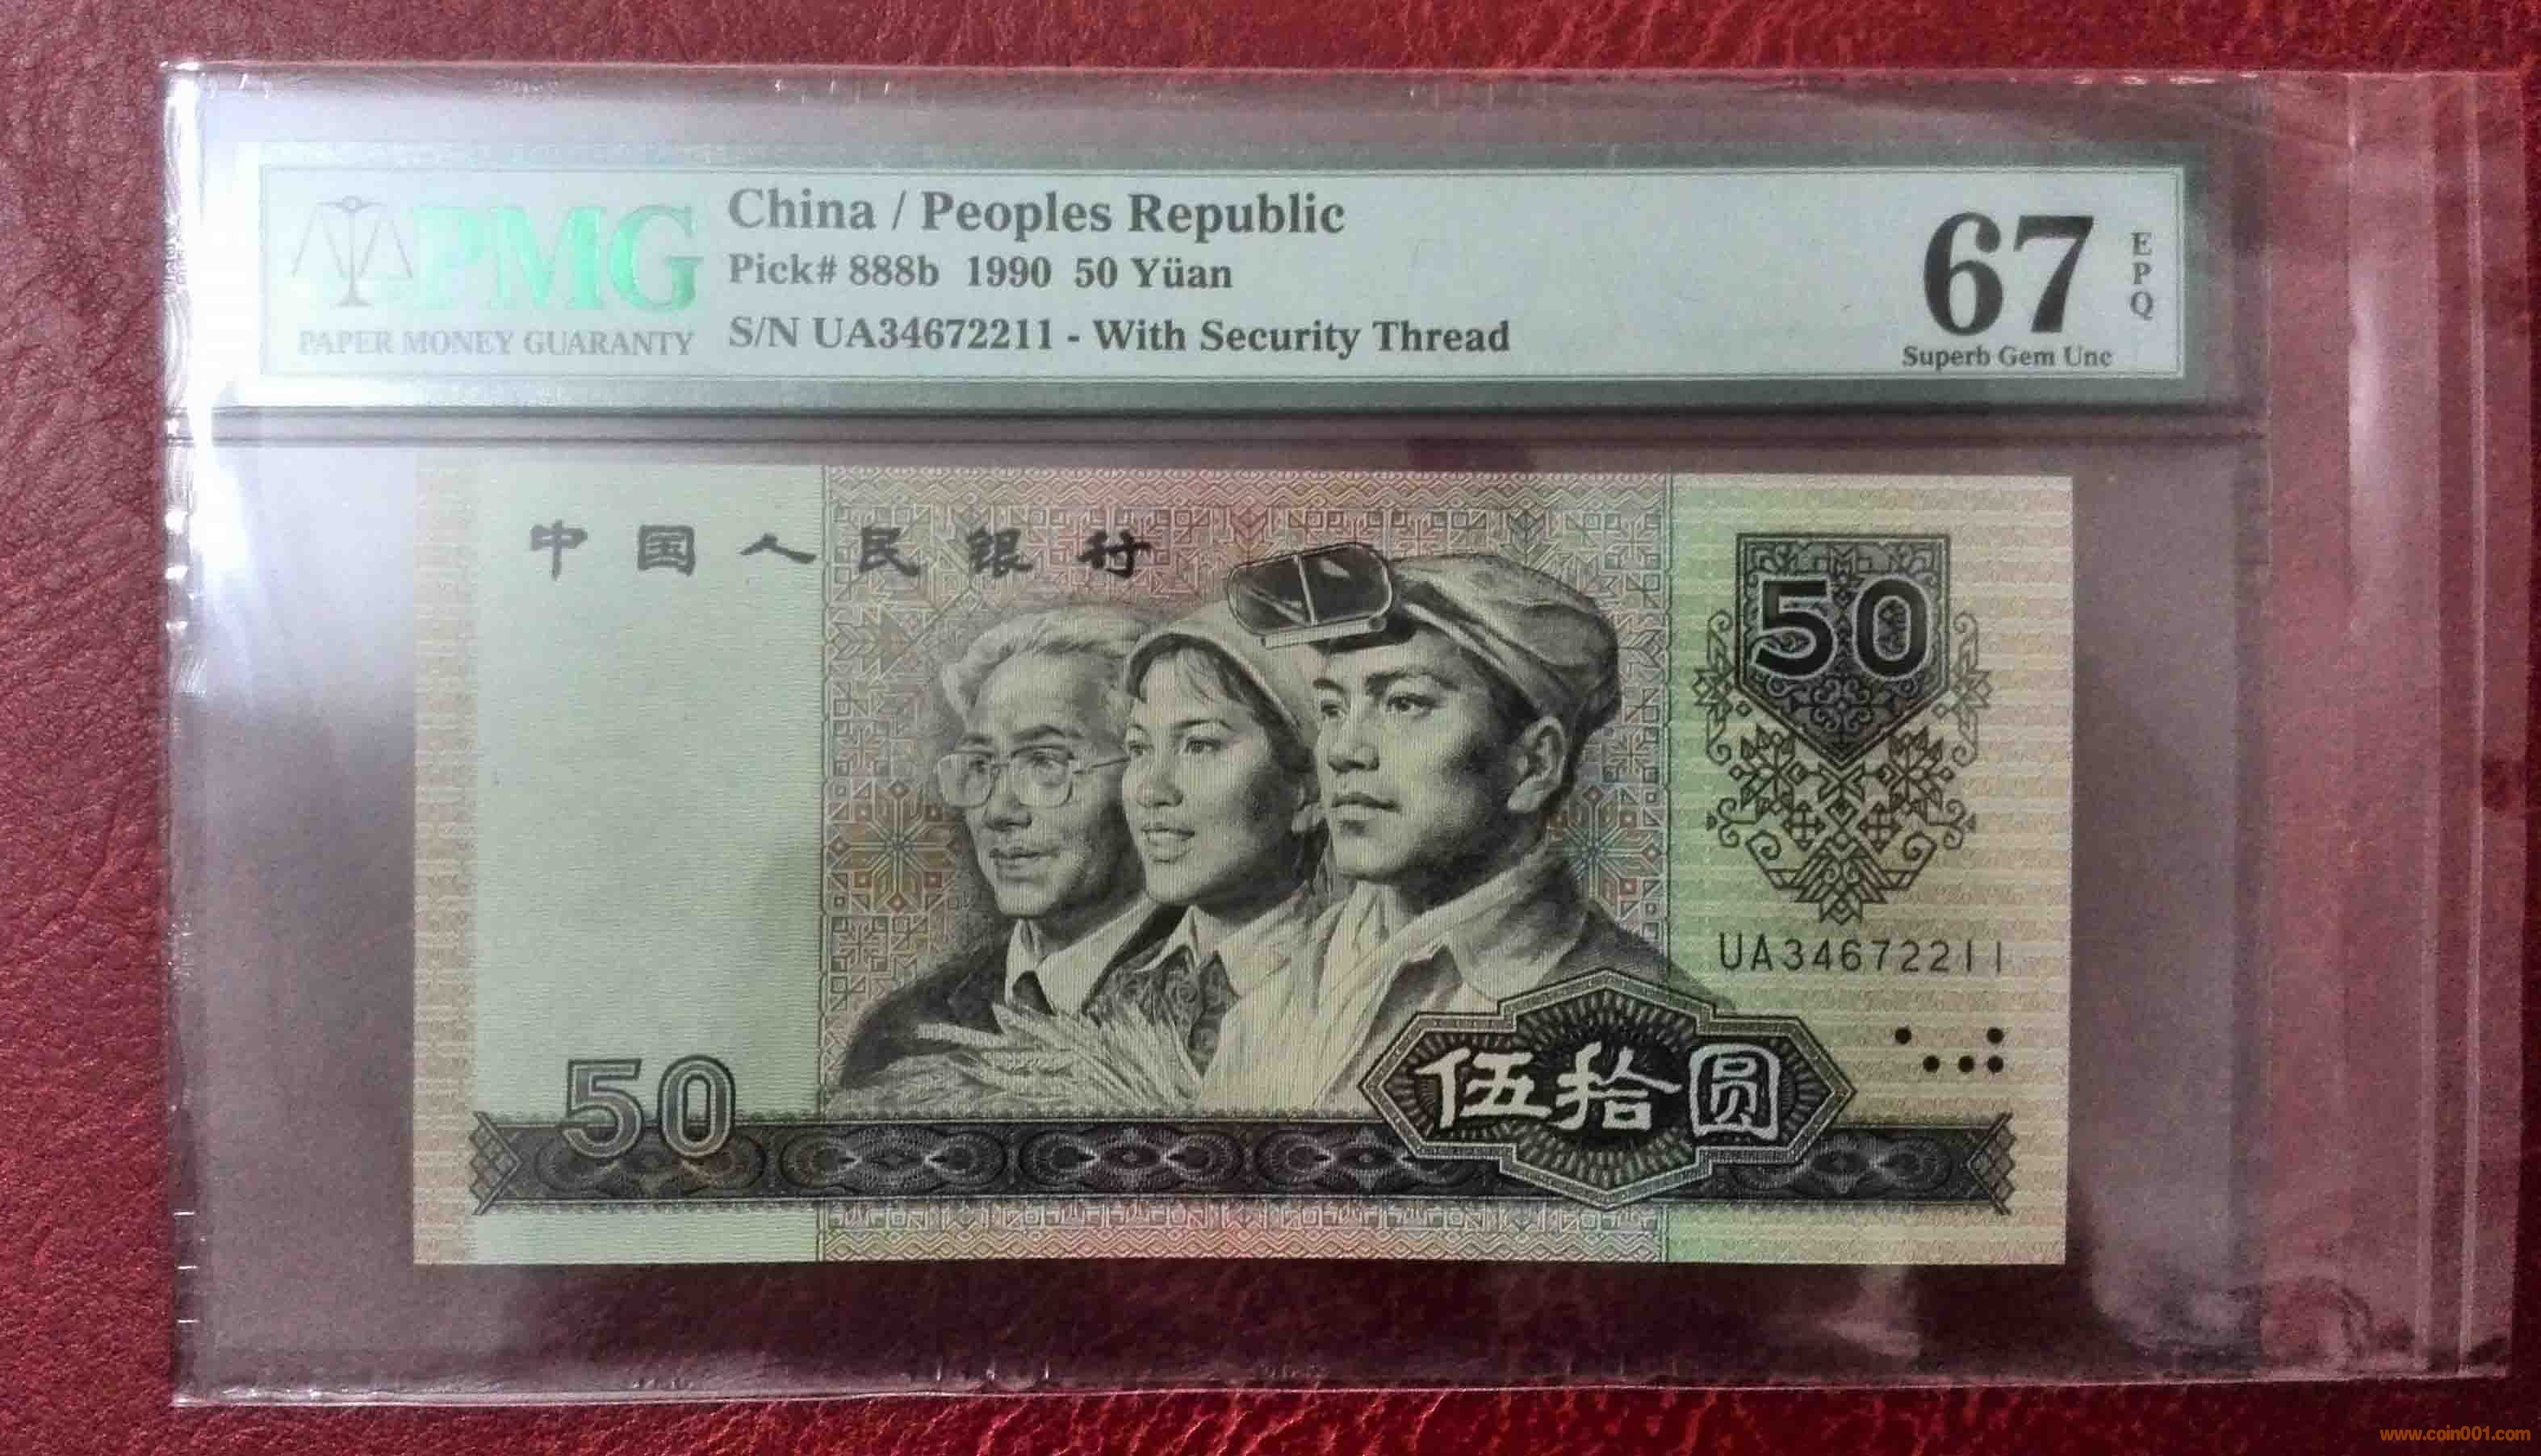 PMG
PAPER MONEY GUARANTY
China / Peoples Republic
Pick# 888b 1990 50 Yüan
S/N UA34672211 - With Security Thread
67
EPQ
Superb Gem Unc
中国人民银行
50
UA34672211
50
伍拾圆
www.coin001.com